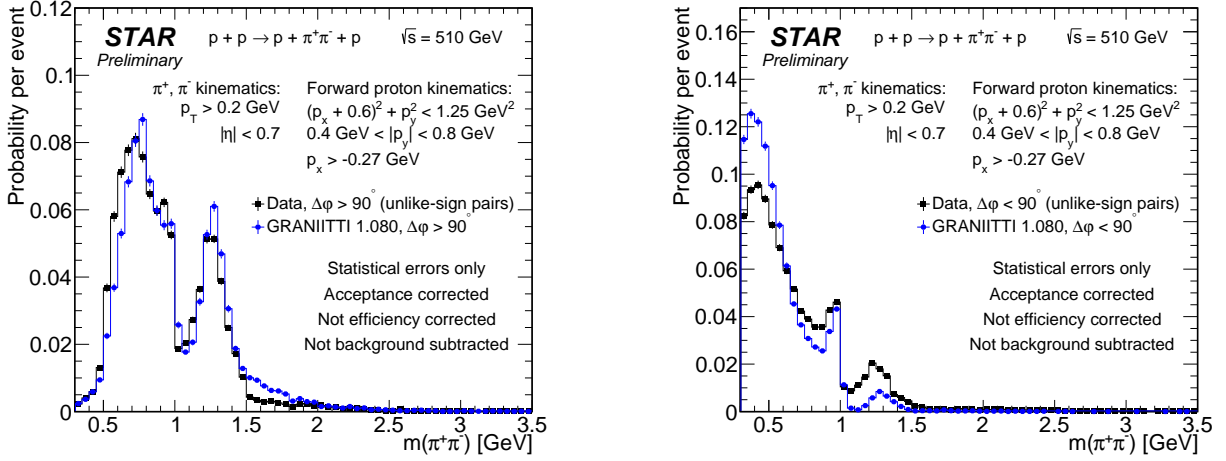 Probability per event
0.12
0.1
0.08
0.06
0.04
0.02
0
STAR
Preliminary
p + p → p + π⁺π⁻ + p
√s = 510 GeV
π⁺, π⁻ kinematics:
p_T > 0.2 GeV
|η| < 0.7
Forward proton kinematics:
(p_x + 0.6)² + p_y² < 1.25 GeV²
0.4 GeV < |p_y| < 0.8 GeV
p_x > -0.27 GeV
Data, Δφ > 90° (unlike-sign pairs)
GRANIITTI 1.080, Δφ > 90°
Statistical errors only
Acceptance corrected
Not efficiency corrected
Not background subtracted
0.5 1 1.5 2 2.5 3 3.5
m(π⁺π⁻) [GeV]
Probability per event
0.16
0.14
0.12
0.1
0.08
0.06
0.04
0.02
0
STAR
Preliminary
p + p → p + π⁺π⁻ + p
√s = 510 GeV
π⁺, π⁻ kinematics:
p_T > 0.2 GeV
|η| < 0.7
Forward proton kinematics:
(p_x + 0.6)² + p_y² < 1.25 GeV²
0.4 GeV < |p_y| < 0.8 GeV
p_x > -0.27 GeV
Data, Δφ < 90° (unlike-sign pairs)
GRANIITTI 1.080, Δφ < 90°
Statistical errors only
Acceptance corrected
Not efficiency corrected
Not background subtracted
0.5 1 1.5 2 2.5 3 3.5
m(π⁺π⁻) [GeV]